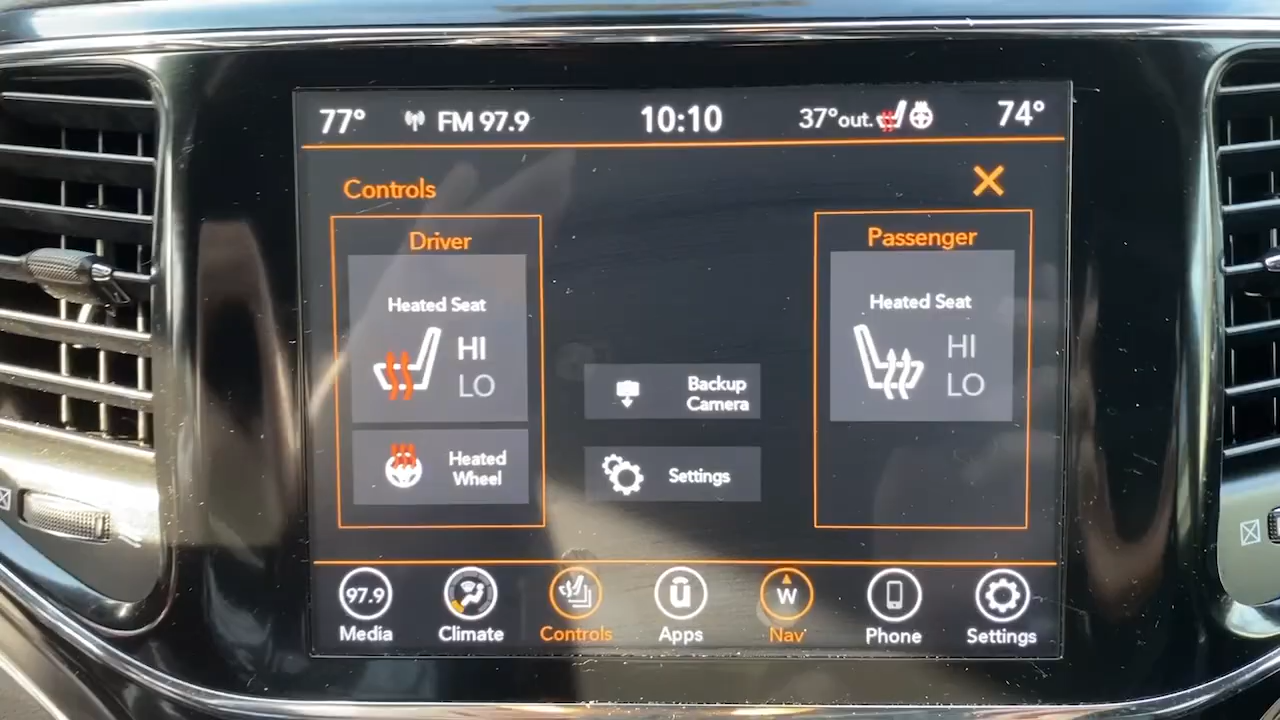 77° FM 97.9 10:10 37°out. 74°
Controls
Driver
Heated Seat
HI
LO
Heated
Wheel
Backup
Camera
Settings
Passenger
Heated Seat
HI
LO
97.9
W
Media Climate Controls Apps Nav Phone Settings